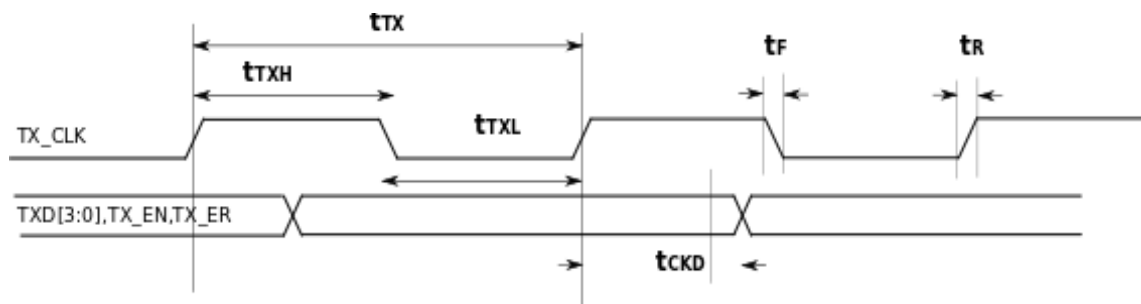 tTX
tF
tR
tTXH
tTXL
TX_CLK
TXD[3:0],TX_EN,TX_ER
tCKD